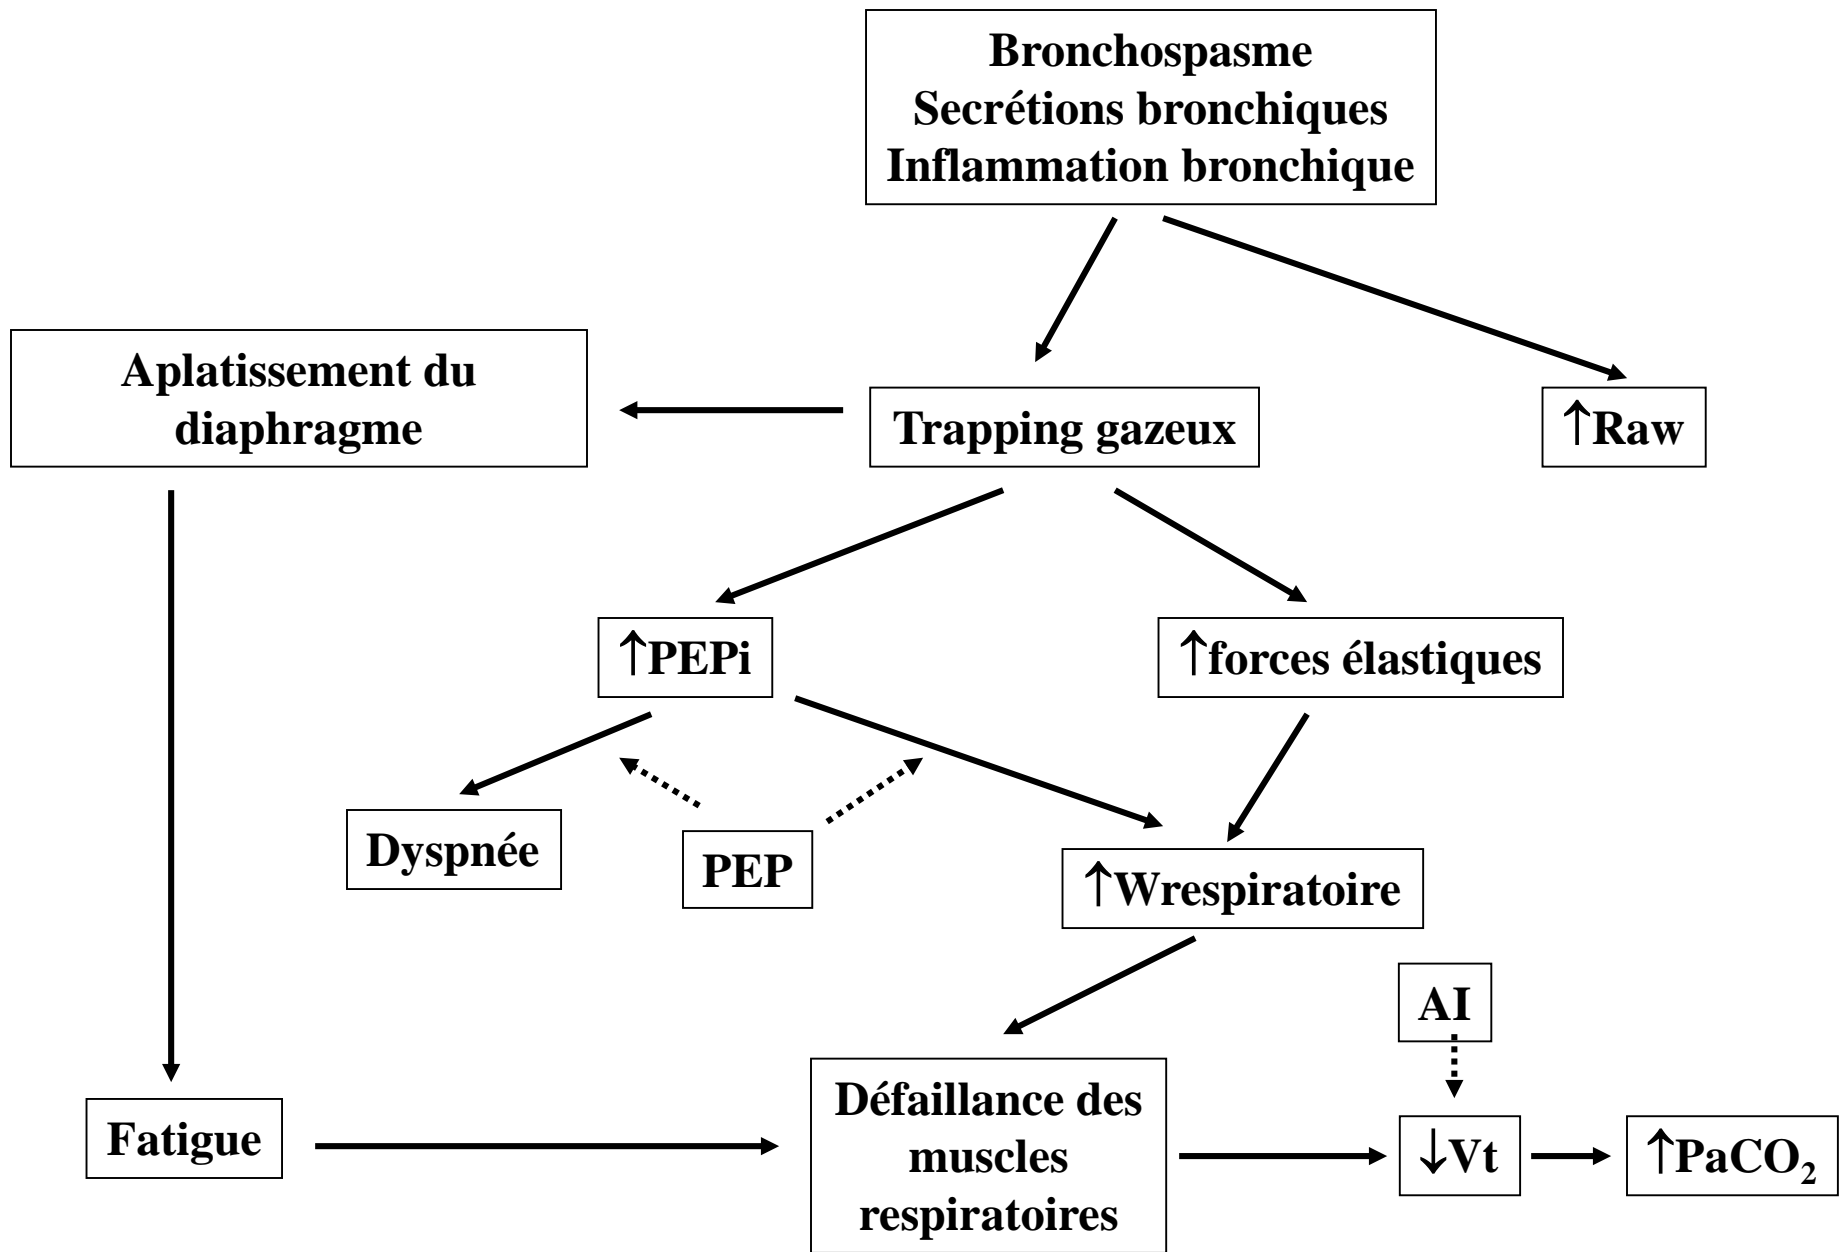 Bronchospasme
Secrétions bronchiques
Inflammation bronchique
Aplatissement du
diaphragme
Trapping gazeux
↑Raw
↑PEPi
↑forces élastiques
Dyspnée
PEP
↑Wrespiratoire
AI
Fatigue
Défaillance des
muscles
respiratoires
↓Vt
↑PaCO₂